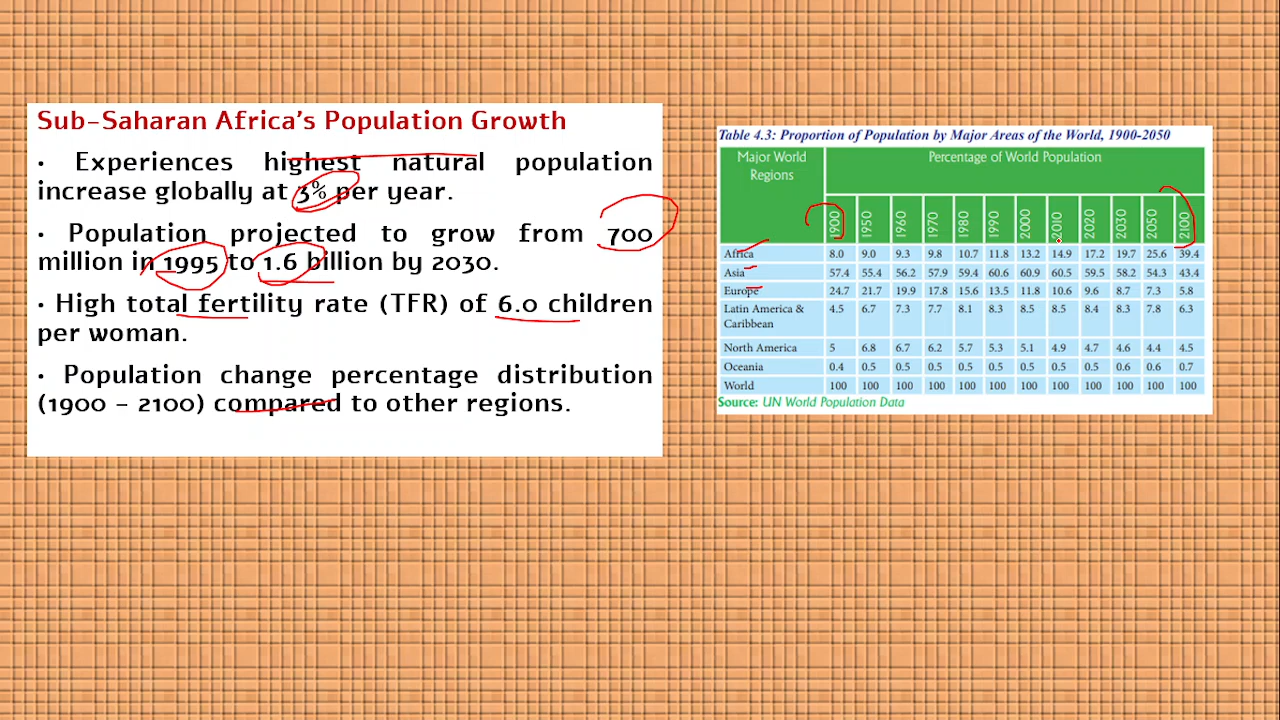 Sub-Saharan Africa's Population Growth
· Experiences highest natural population
increase globally at 3% per year.
· Population projected to grow from 700
million in 1995 to 1.6 billion by 2030.
· High total fertility rate (TFR) of 6.0 children
per woman.
· Population change percentage distribution
(1900 – 2100) compared to other regions.
Table 4.3: Proportion of Population by Major Areas of the World, 1900-2050
Major World Regions Percentage of World Population
1900 1950 1960 1970 1980 1990 2000 2010 2020 2030 2050 2100
Africa 8.0 9.0 9.3 9.8 10.7 11.8 13.2 14.9 17.2 19.7 25.6 39.4
Asia 57.4 55.4 56.2 57.9 59.4 60.6 60.9 60.5 59.5 58.2 54.3 43.4
Europe 24.7 21.7 19.9 17.8 15.6 13.5 11.8 10.6 9.6 8.7 7.3 5.8
Latin America & Caribbean 4.5 6.7 7.3 7.7 8.1 8.3 8.5 8.5 8.4 8.3 7.8 6.3
North America 5 6.8 6.7 6.2 5.7 5.3 5.1 4.9 4.7 4.6 4.4 4.5
Oceania 0.4 0.5 0.5 0.5 0.5 0.5 0.5 0.5 0.5 0.6 0.6 0.7
World 100 100 100 100 100 100 100 100 100 100 100 100
Source: UN World Population Data